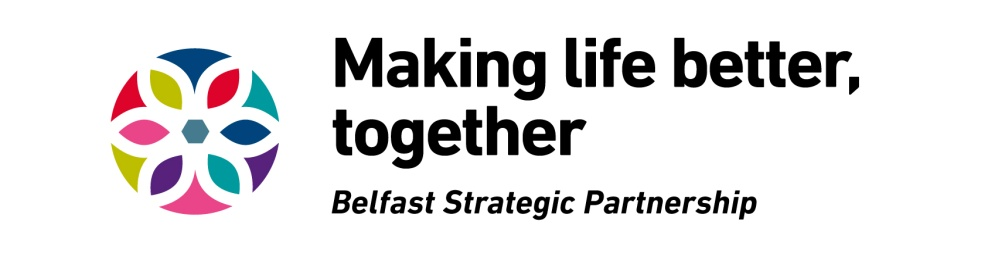 Making life better,
together
Belfast Strategic Partnership